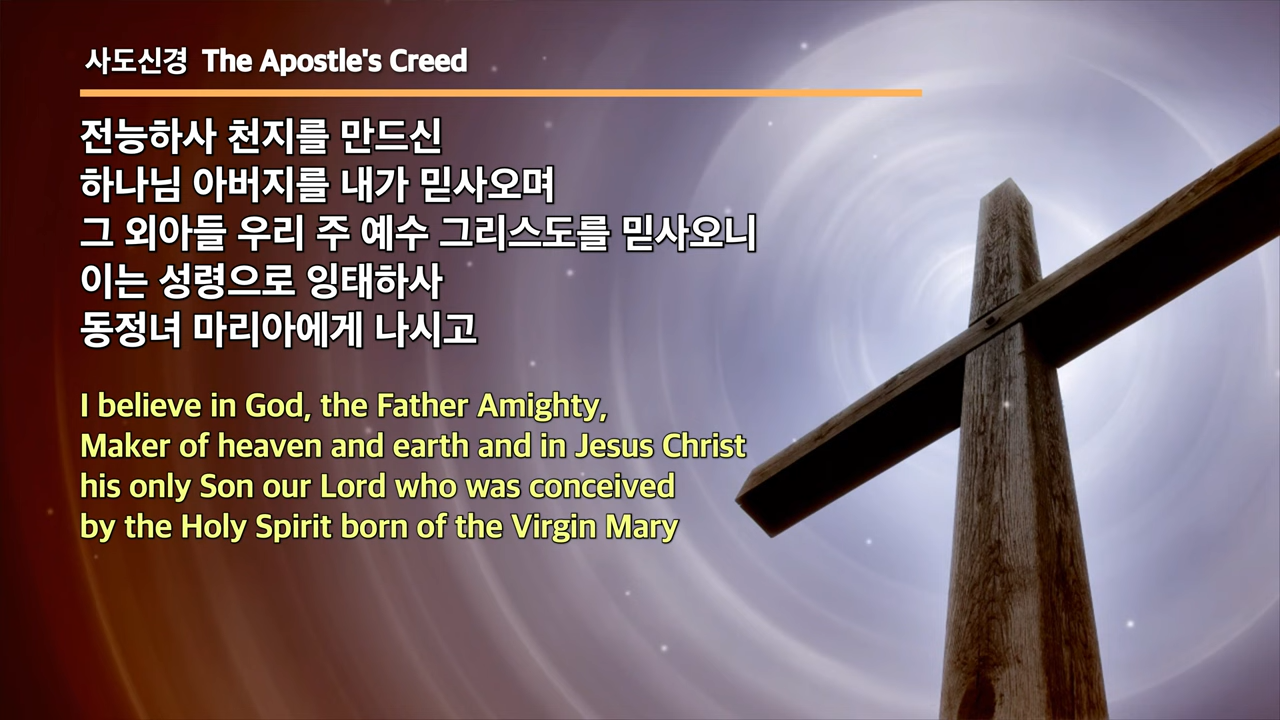 사도신경 The Apostle's Creed
전능하사 천지를 만드신
하나님 아버지를 내가 믿사오며
그 외아들 우리 주 예수 그리스도를 믿사오니
이는 성령으로 잉태하사
동정녀 마리아에게 나시고
I believe in God, the Father Amighty,
Maker of heaven and earth and in Jesus Christ
his only Son our Lord who was conceived
by the Holy Spirit born of the Virgin Mary